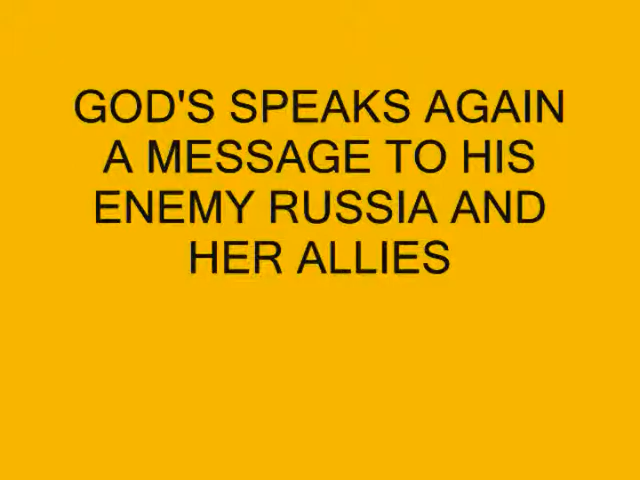 GOD'S SPEAKS AGAIN
A MESSAGE TO HIS
ENEMY RUSSIA AND
HER ALLIES